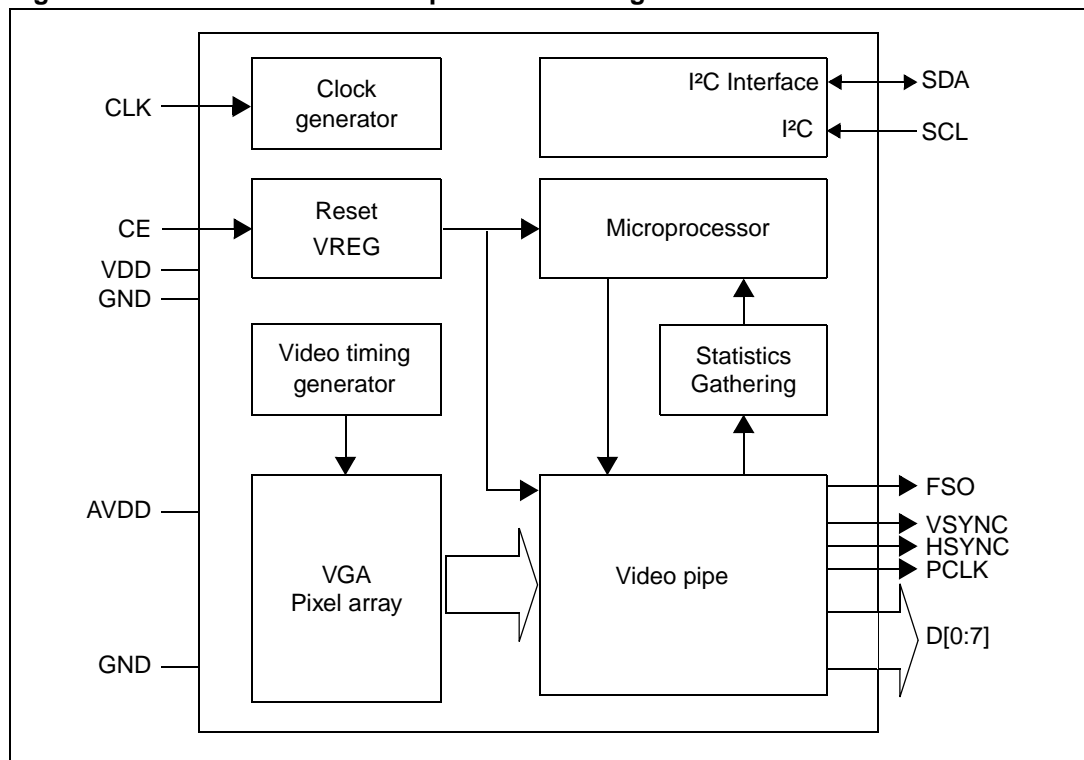 CLK
Clock
generator
I²C Interface
SDA
I²C
SCL
CE
Reset
VREG
Microprocessor
VDD
GND
Video timing
generator
Statistics
Gathering
AVDD
VGA
Pixel array
Video pipe
FSO
VSYNC
HSYNC
PCLK
D[0:7]
GND